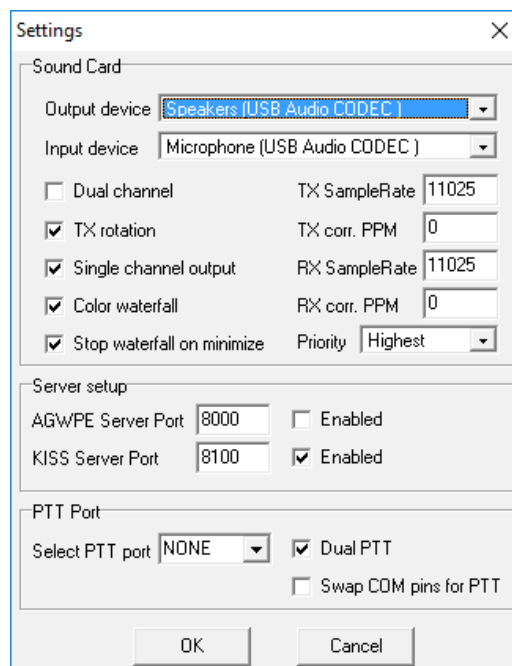 Settings
Sound Card
Output device Speakers (USB Audio CODEC )
Input device Microphone (USB Audio CODEC )
Dual channel TX SampleRate 11025
TX rotation TX corr. PPM 0
Single channel output RX SampleRate 11025
Color waterfall RX corr. PPM 0
Stop waterfall on minimize Priority Highest
Server setup
AGWPE Server Port 8000 Enabled
KISS Server Port 8100 Enabled
PTT Port
Select PTT port NONE Dual PTT
Swap COM pins for PTT
OK Cancel